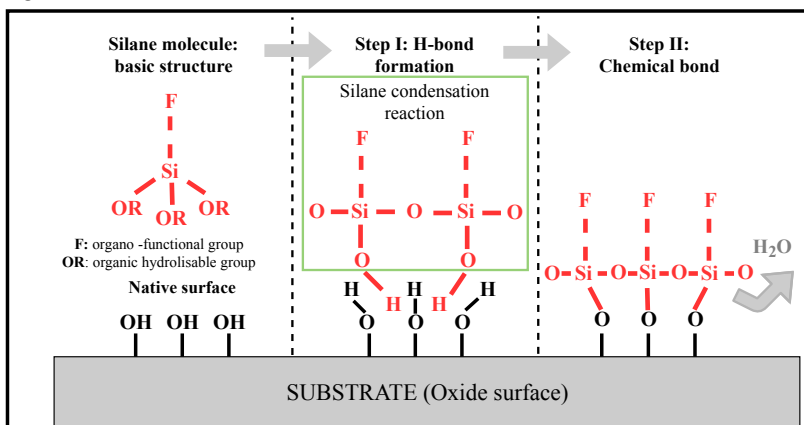 Silane molecule:
basic structure
F
Si
OR OR OR
F: organo -functional group
OR: organic hydrolisable group
Native surface
OH OH OH
Step I: H-bond
formation
Silane condensation
reaction
F F
O Si O Si O
O O
H H H
H H
O O O
Step II:
Chemical bond
F F F
H2O
O Si O Si O Si O
O O O
SUBSTRATE (Oxide surface)